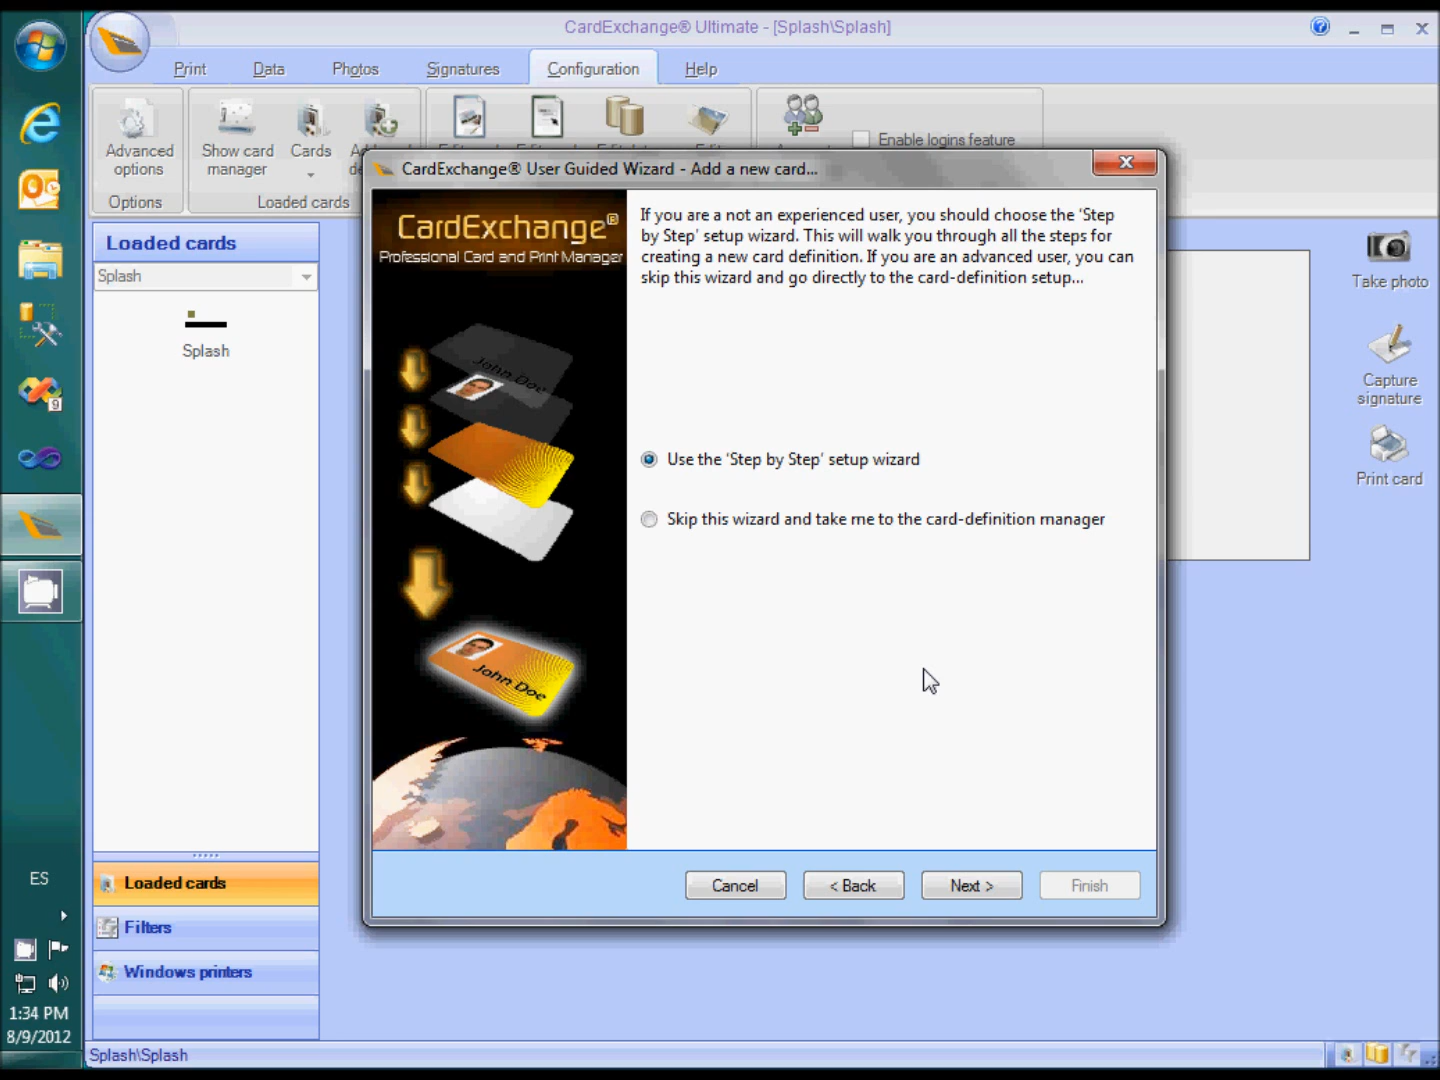 CardExchange® Ultimate - [Splash\Splash]
Print Data Photos Signatures Configuration Help
Advanced options
Show card manager
Cards
Enable logins feature
Options
Loaded cards
CardExchange® User Guided Wizard - Add a new card...
CardExchange®
Professional Card and Print Manager
If you are a not an experienced user, you should choose the 'Step
by Step' setup wizard. This will walk you through all the steps for
creating a new card definition. If you are an advanced user, you can
skip this wizard and go directly to the card-definition setup...
Loaded cards
Splash
Splash
Take photo
Capture
signature
Print card
John Doe
Use the 'Step by Step' setup wizard
Skip this wizard and take me to the card-definition manager
John Doe
Cancel
< Back
Next >
Finish
Loaded cards
Filters
Windows printers
9
ES
1:34 PM
8/9/2012
Splash\Splash